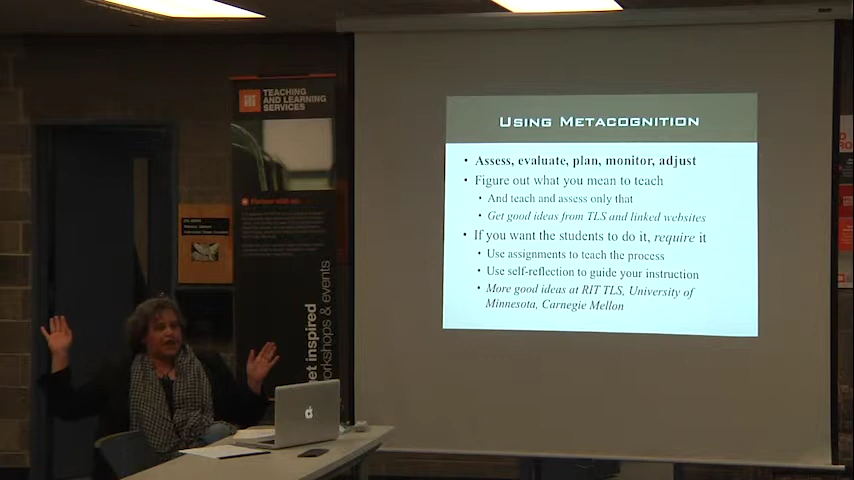 TEACHING
AND LEARNING
SERVICES
et inspired
workshops & events
USING METACOGNITION
• Assess, evaluate, plan, monitor, adjust
• Figure out what you mean to teach
• And teach and assess only that
• Get good ideas from TLS and linked websites
• If you want the students to do it, require it
• Use assignments to teach the process
• Use self-reflection to guide your instruction
• More good ideas at RIT TLS, University of
Minnesota, Carnegie Mellon